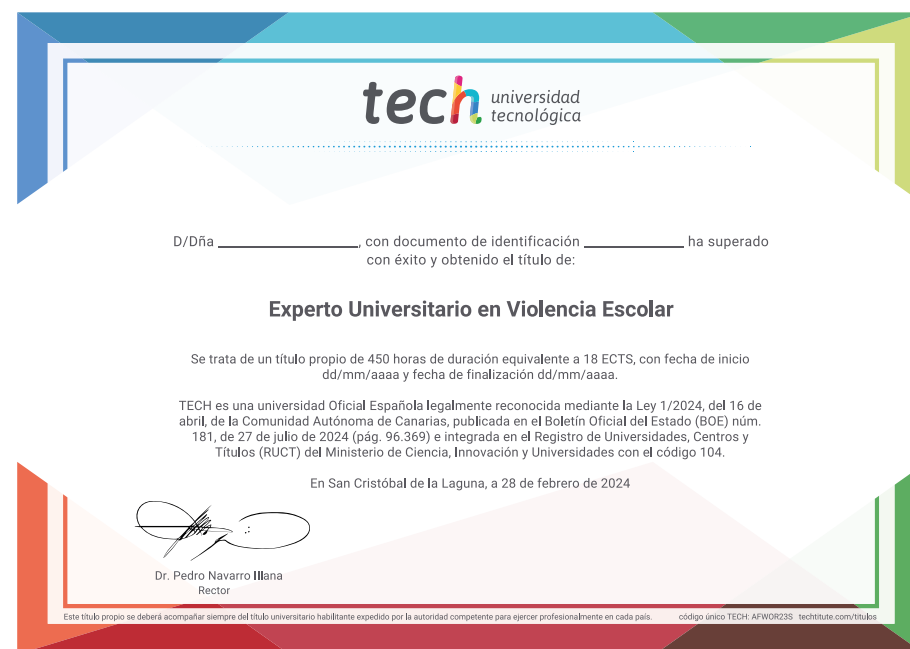 tech universidad
tecnológica
D/Dña ____________, con documento de identificación ____________ ha superado
con éxito y obtenido el título de:
Experto Universitario en Violencia Escolar
Se trata de un título propio de 450 horas de duración equivalente a 18 ECTS, con fecha de inicio
dd/mm/aaaa y fecha de finalización dd/mm/aaaa.
TECH es una universidad Oficial Española legalmente reconocida mediante la Ley 1/2024, del 16 de
abril, de la Comunidad Autónoma de Canarias, publicada en el Boletín Oficial del Estado (BOE) núm.
181, de 27 de julio de 2024 (pág. 96.369) e integrada en el Registro de Universidades, Centros y
Títulos (RUCT) del Ministerio de Ciencia, Innovación y Universidades con el código 104.
En San Cristóbal de la Laguna, a 28 de febrero de 2024
Dr. Pedro Navarro Illana
Rector
Este título propio se deberá acompañar siempre del título universitario habilitante expedido por la autoridad competente para ejercer profesionalmente en cada país. código único TECH: AFWOR23S techtitute.com/titulos